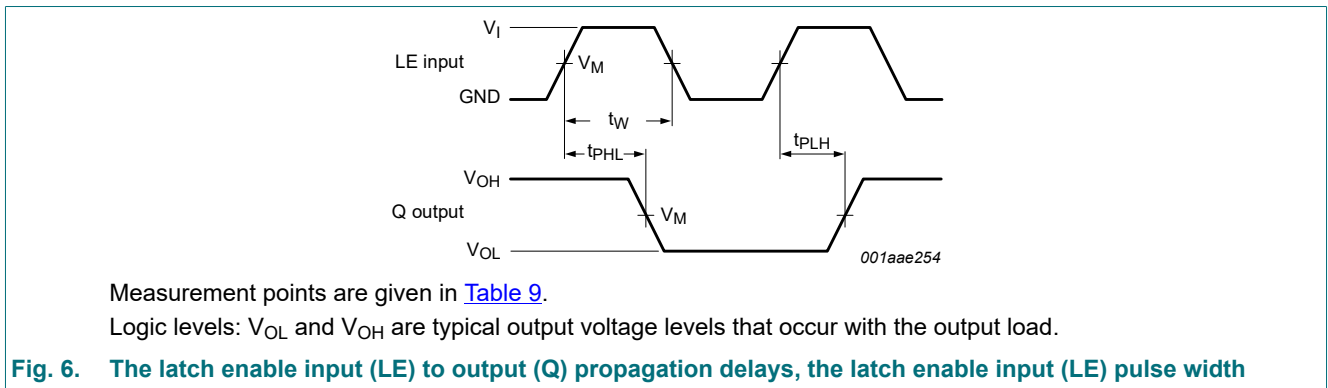 VI
LE input
VM
GND
tW
tPHL
tPLH
VOH
Q output
VM
VOL
001aae254
Measurement points are given in Table 9.
Logic levels: VOL and VOH are typical output voltage levels that occur with the output load.
Fig. 6. The latch enable input (LE) to output (Q) propagation delays, the latch enable input (LE) pulse width